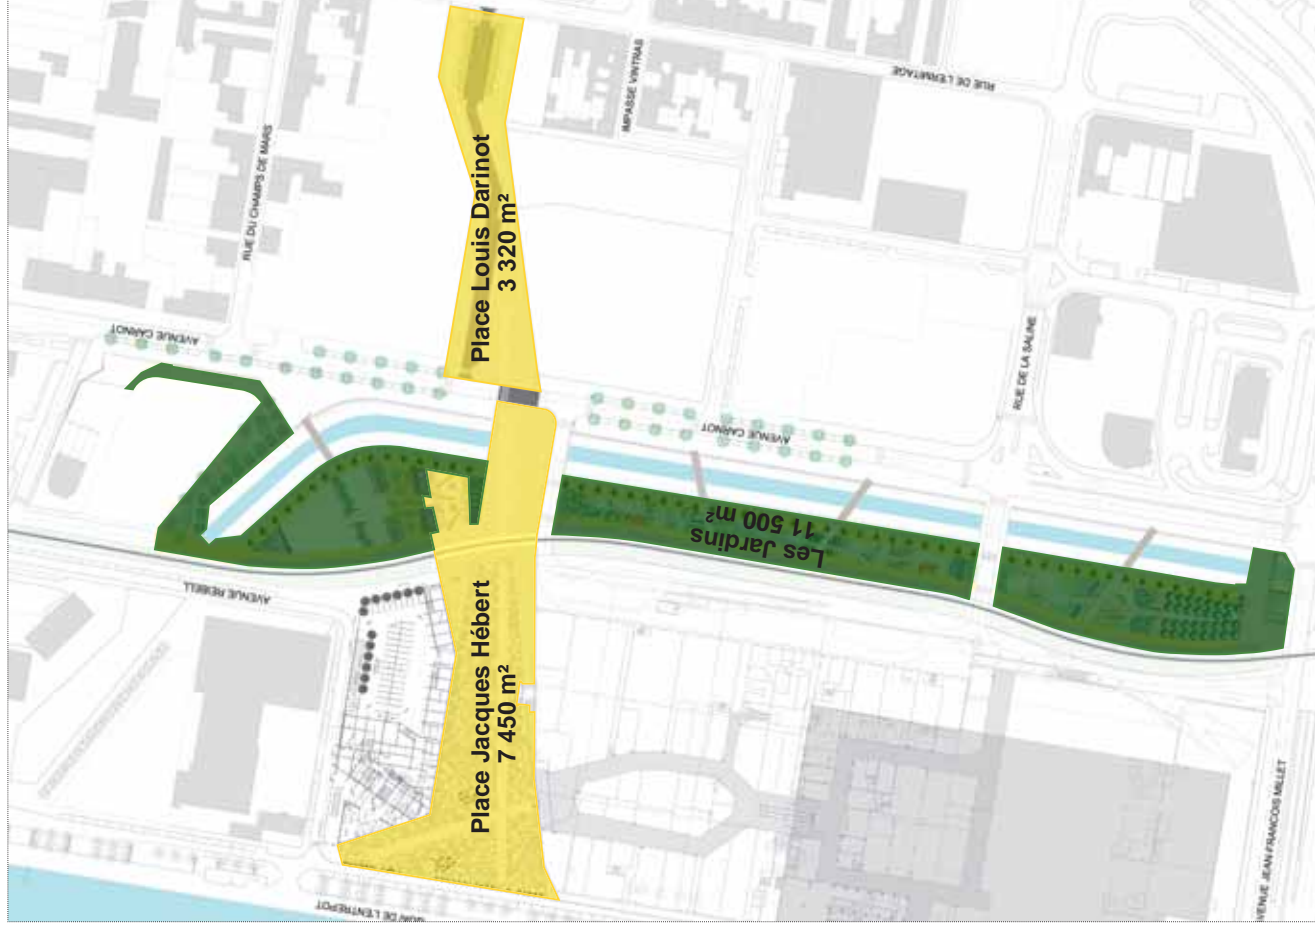 RUE DU CHAMPS DE MARS
IMPASSE VINTRAS
RUE DE L'ERMITAGE
Place Louis Darinot
3 320 m²
AVENUE CARNOT
RUE DE LA SALINE
AVENUE CARNOT
Les Jardins
11 500 m²
AVENUE REIBELL
Place Jacques Hébert
7 450 m²
QUAI DE L'ENTREPOT
AVENUE JEAN-FRANCOIS MILLET